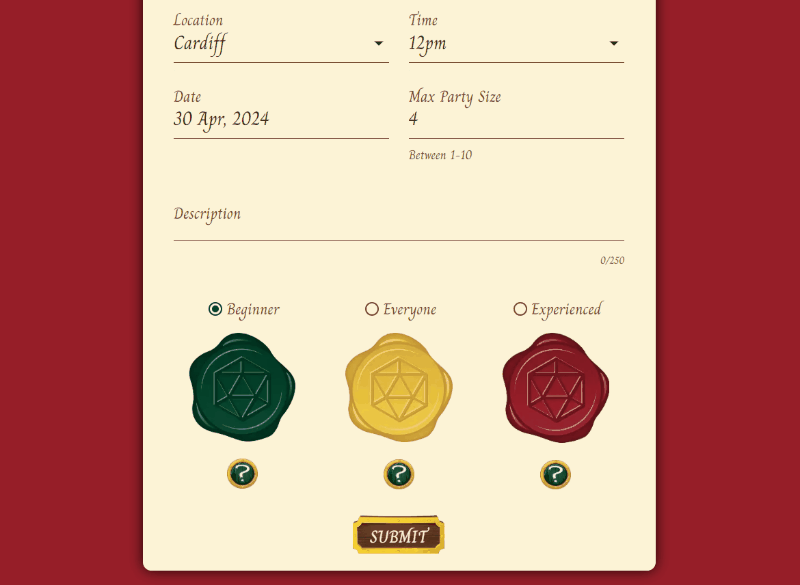 Location
Time
Cardiff
12pm
Date
Max Party Size
30 Apr, 2024
4
Between 1-10
Description
0/250
Beginner
Everyone
Experienced
?
?
?
SUBMIT